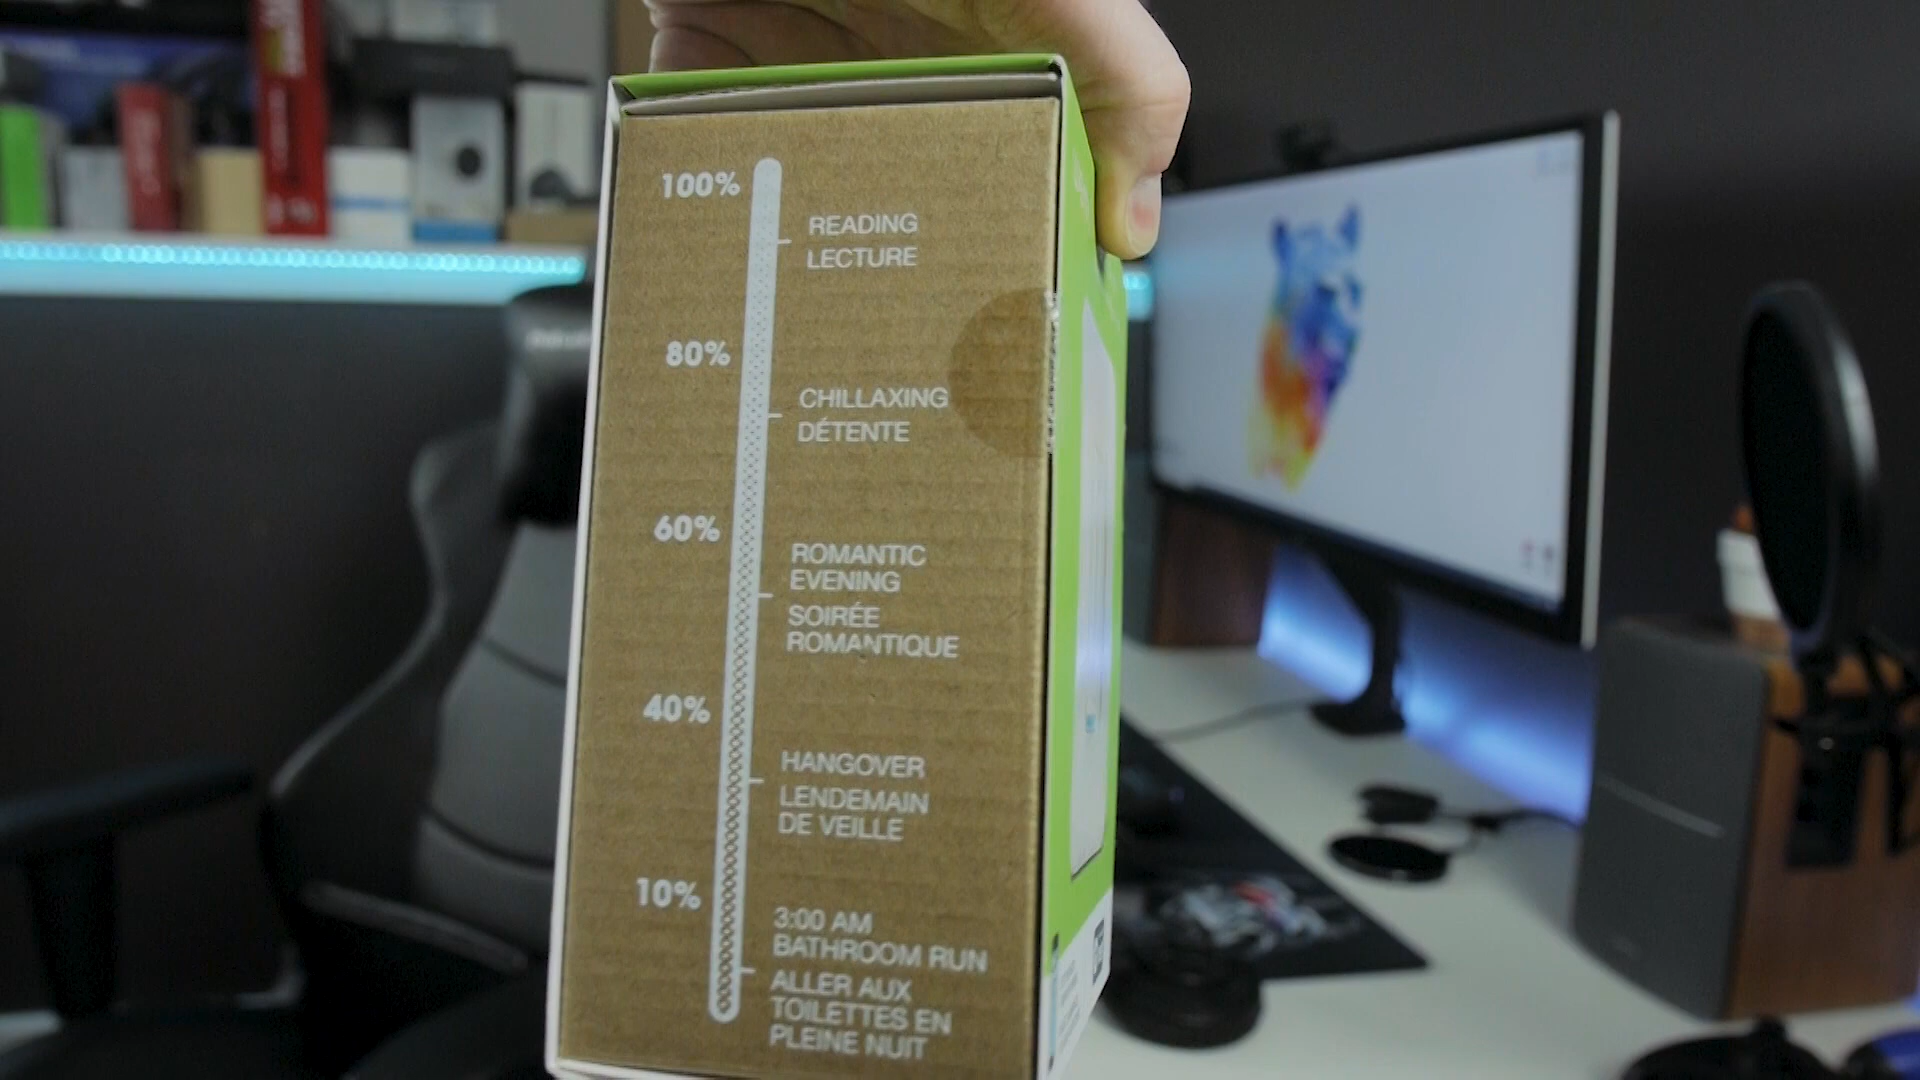 100%
READING
LECTURE
80%
CHILLAXING
DÉTENTE
60%
ROMANTIC
EVENING
SOIRÉE
ROMANTIQUE
40%
HANGOVER
LENDEMAIN
DE VEILLE
10%
3:00 AM
BATHROOM RUN
ALLER AUX
TOILETTES EN
PLEINE NUIT